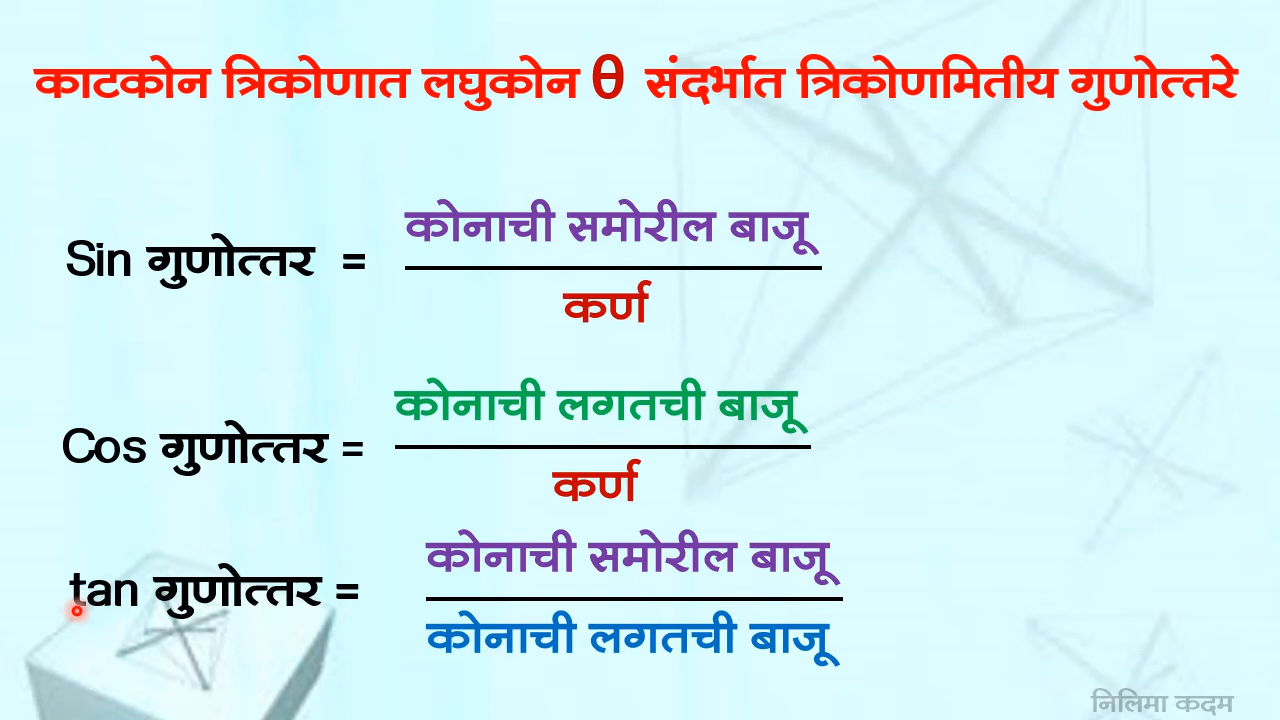 काटकोन त्रिकोणात लघुकोन θ संदर्भात त्रिकोणमितीय गुणोत्तरे
कोनाची समोरील बाजू
Sin गुणोत्तर =
कर्ण
कोनाची लगतची बाजू
Cos गुणोत्तर =
कर्ण
कोनाची समोरील बाजू
tan गुणोत्तर =
कोनाची लगतची बाजू
निलिमा कदम